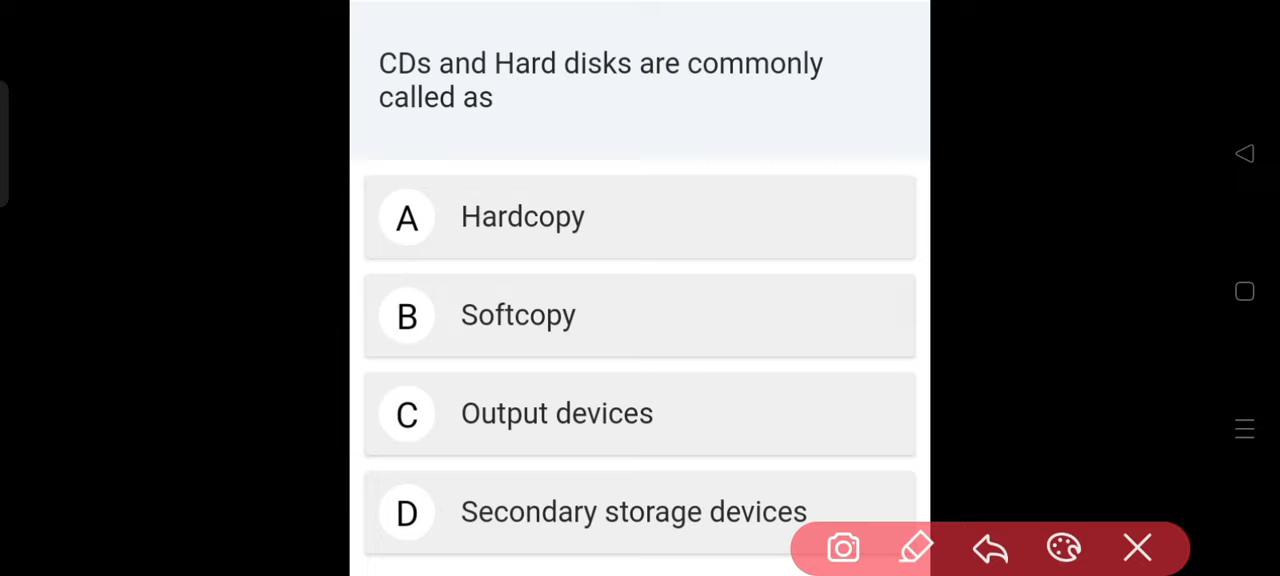 CDs and Hard disks are commonly
called as
A Hardcopy
B Softcopy
C Output devices
D Secondary storage devices